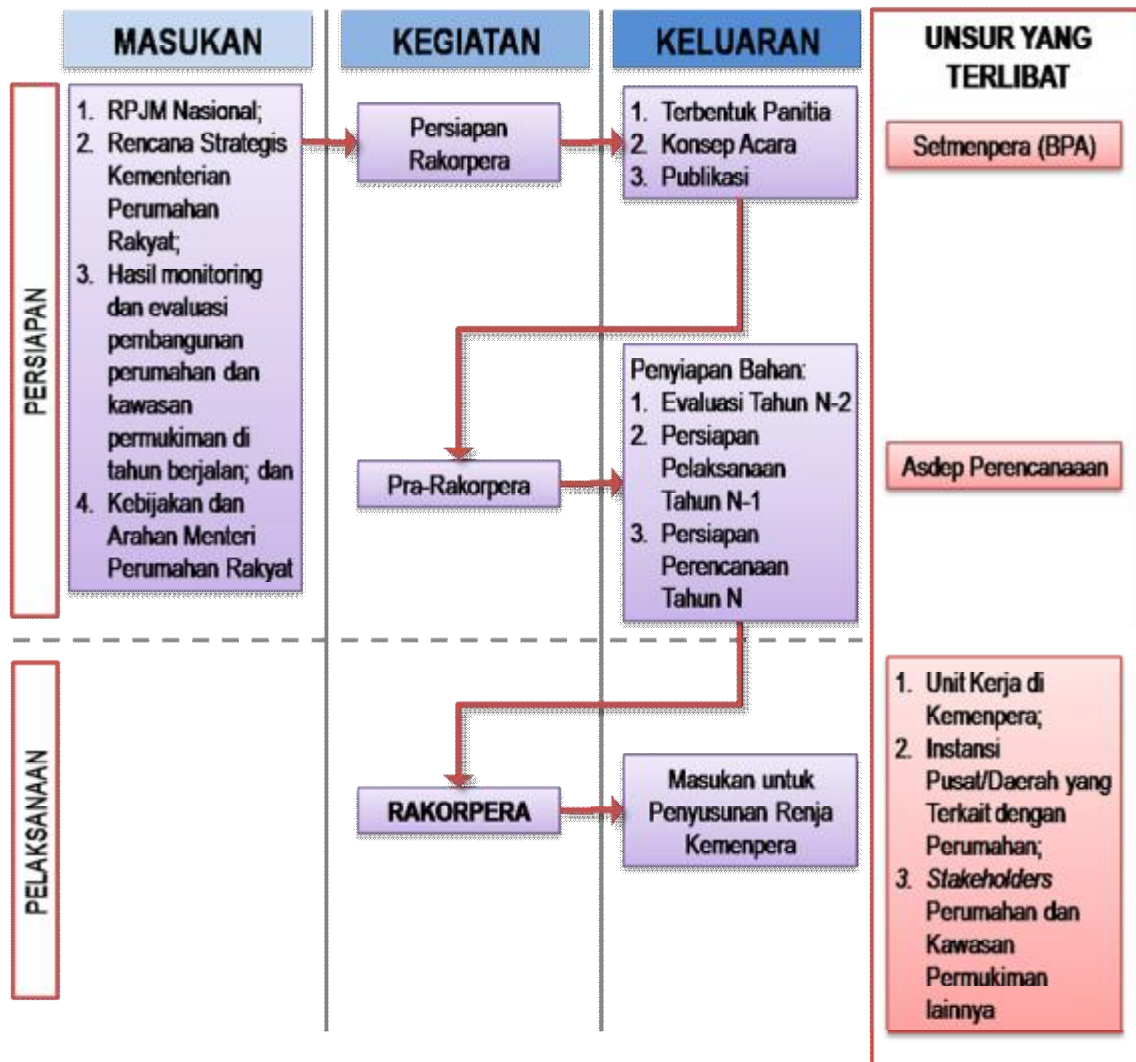 MASUKAN
KEGIATAN
KELUARAN
UNSUR YANG
TERLIBAT
PERSIAPAN
1. RPJM Nasional;
2. Rencana Strategis
Kementerian
Perumahan
Rakyat;
3. Hasil monitoring
dan evaluasi
pembangunan
perumahan dan
kawasan
permukiman di
tahun berjalan; dan
4. Kebijakan dan
Arahan Menteri
Perumahan Rakyat
Persiapan
Rakorpera
1. Terbentuk Panitia
2. Konsep Acara
3. Publikasi
Setmenpera (BPA)
Pra-Rakorpera
Penyiapan Bahan:
1. Evaluasi Tahun N-2
2. Persiapan
Pelaksanaan
Tahun N-1
3. Persiapan
Perencanaan
Tahun N
Asdep Perencanaaan
PELAKSANAAN
RAKORPERA
Masukan untuk
Penyusunan Renja
Kemenpera
1. Unit Kerja di
Kemenpera;
2. Instansi
Pusat/Daerah yang
Terkait dengan
Perumahan;
3. Stakeholders
Perumahan dan
Kawasan
Permukiman
lainnya